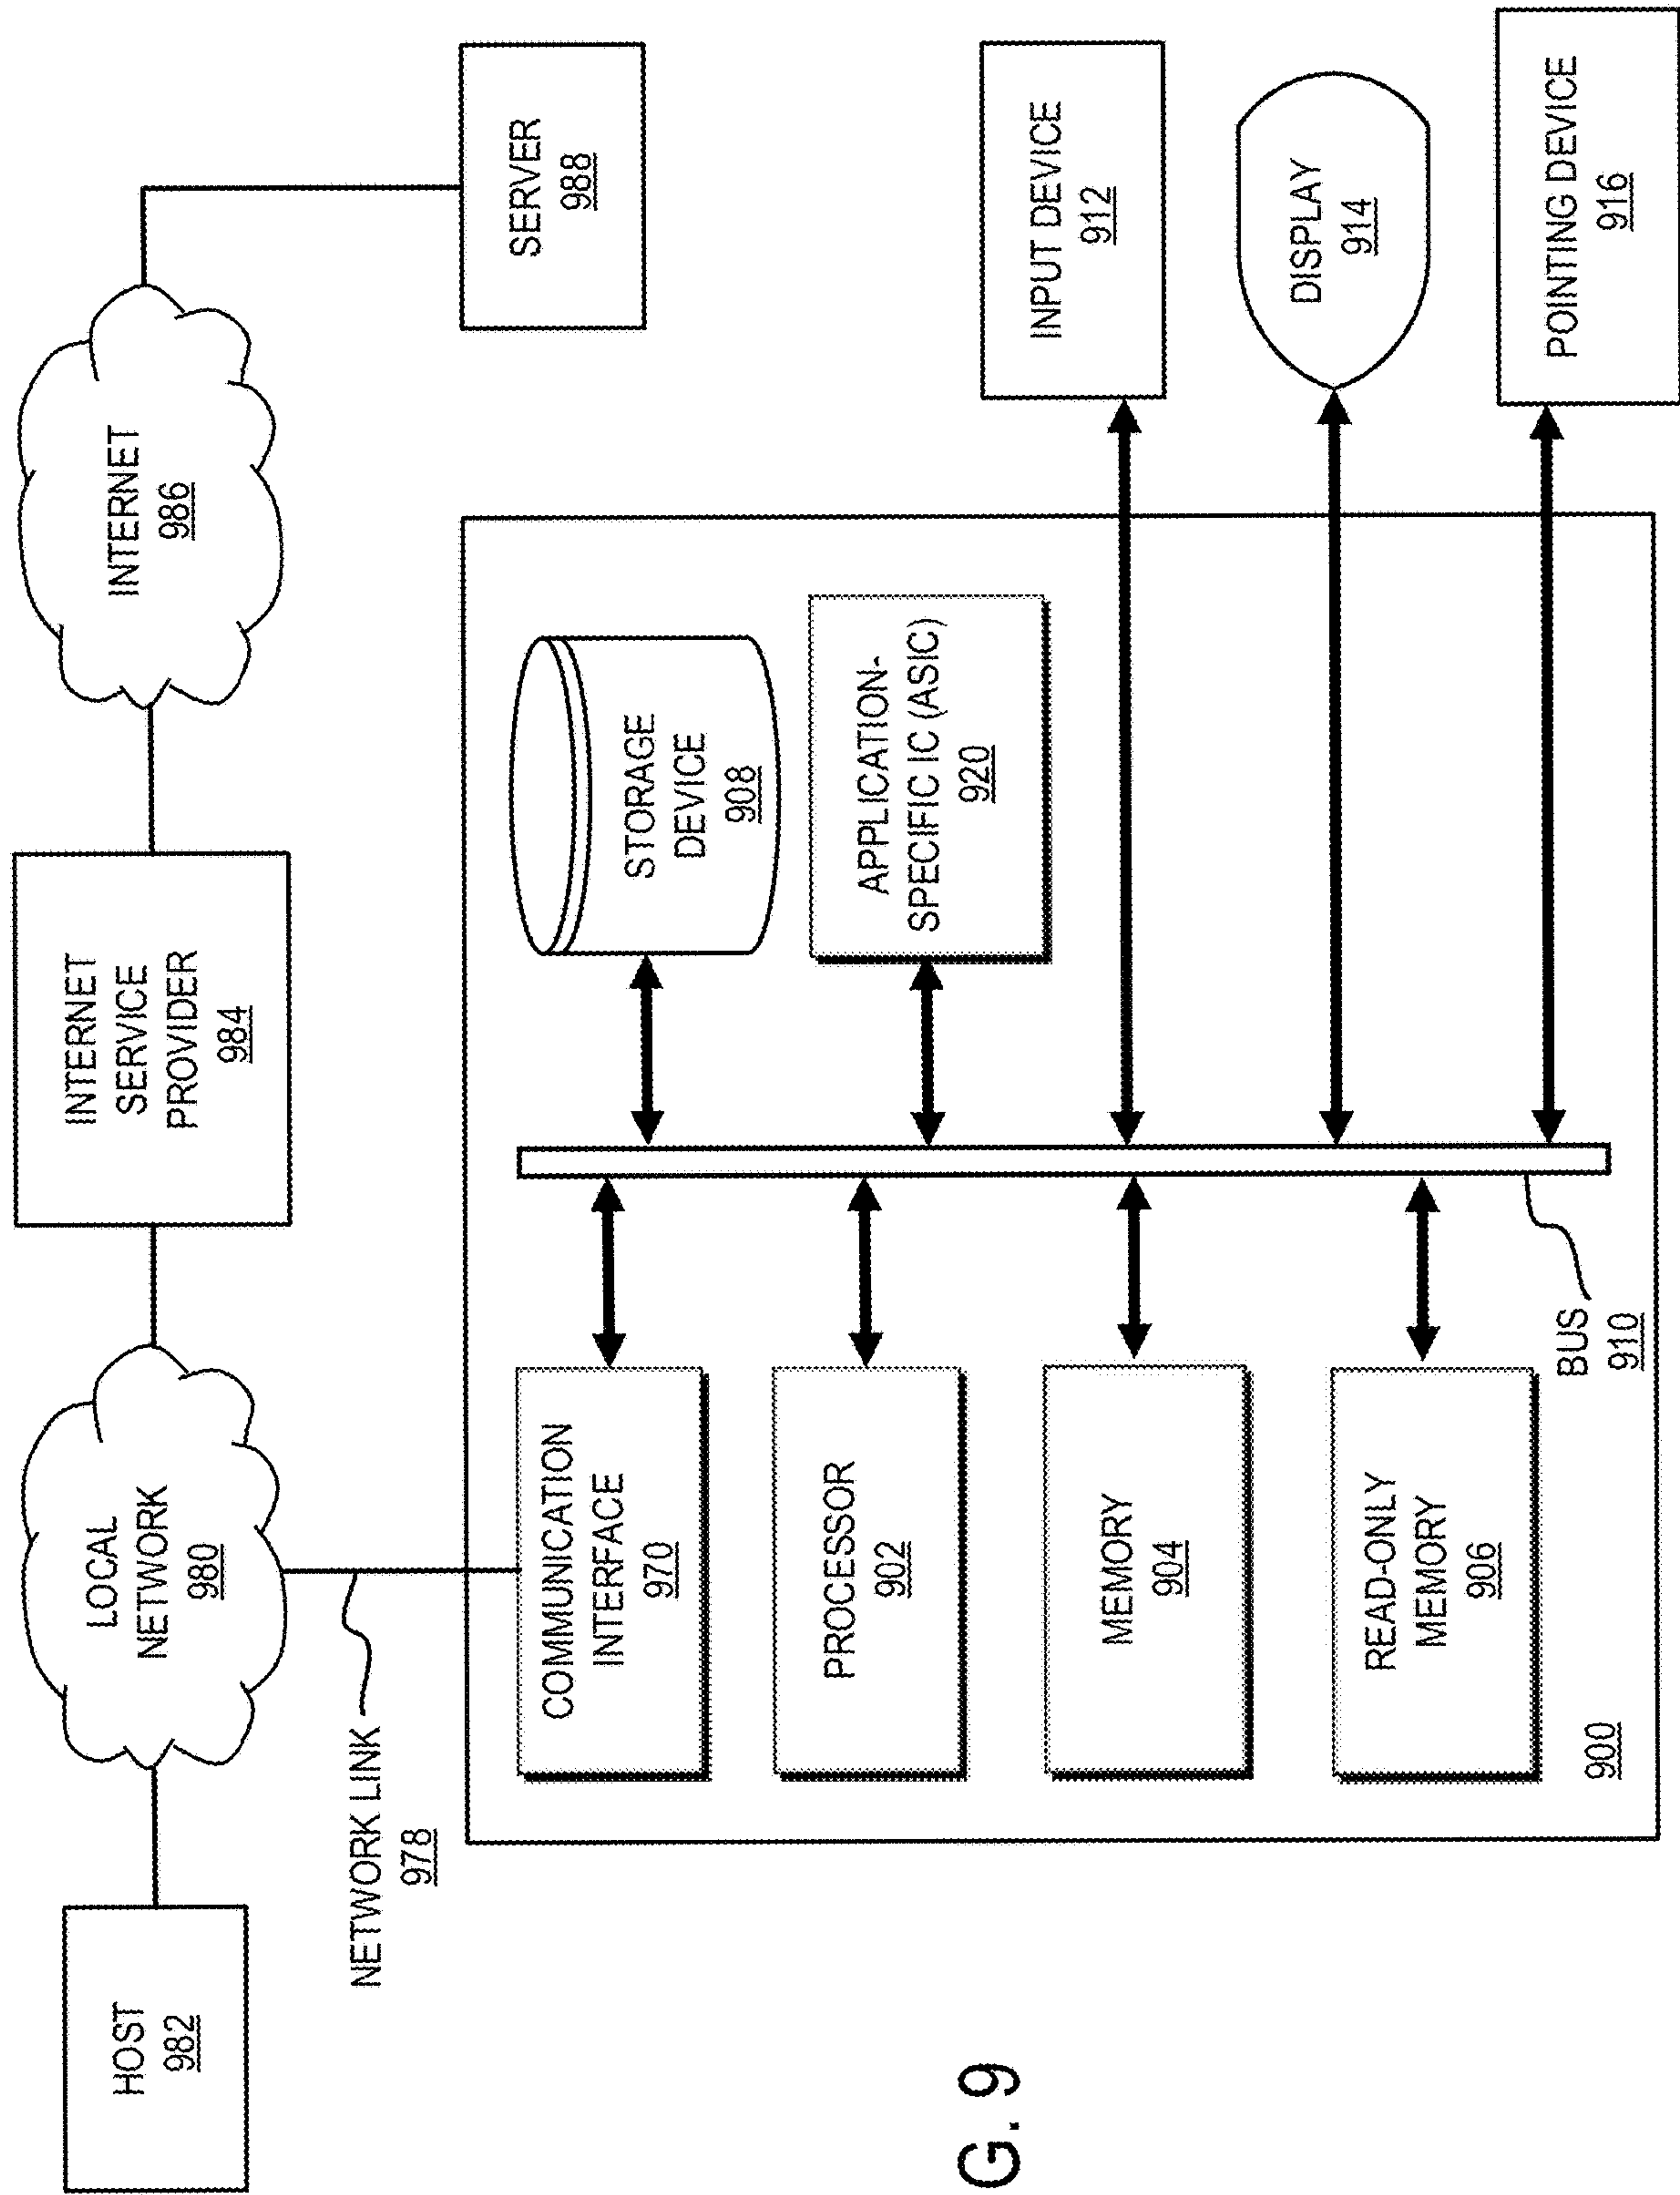 HOST
982
LOCAL
NETWORK
980
INTERNET
SERVICE
PROVIDER
984
INTERNET
986
SERVER
988
NETWORK LINK
978
COMMUNICATION
INTERFACE
970
PROCESSOR
902
MEMORY
904
READ-ONLY
MEMORY
906
900
BUS
910
STORAGE
DEVICE
908
APPLICATION-
SPECIFIC IC (ASIC)
920
INPUT DEVICE
912
DISPLAY
914
POINTING DEVICE
916
G. 9